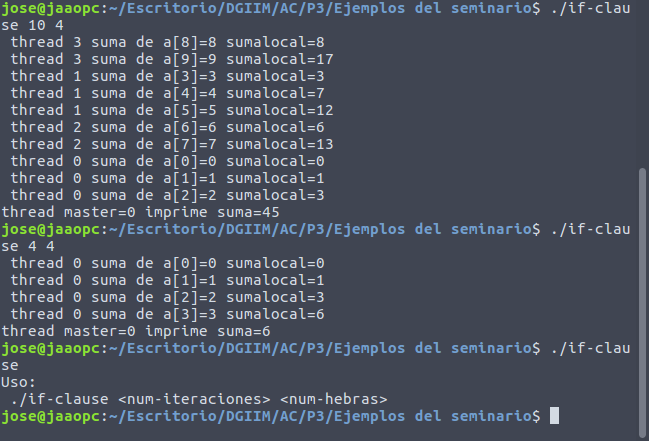 jose@jaaopc:~/Escritorio/DGIIM/AC/P3/Ejemplos del seminario$ ./if-clau
se 10 4
 thread 3 suma de a[8]=8 sumalocal=8
 thread 3 suma de a[9]=9 sumalocal=17
 thread 1 suma de a[3]=3 sumalocal=3
 thread 1 suma de a[4]=4 sumalocal=7
 thread 1 suma de a[5]=5 sumalocal=12
 thread 2 suma de a[6]=6 sumalocal=6
 thread 2 suma de a[7]=7 sumalocal=13
 thread 0 suma de a[0]=0 sumalocal=0
 thread 0 suma de a[1]=1 sumalocal=1
 thread 0 suma de a[2]=2 sumalocal=3
thread master=0 imprime suma=45
jose@jaaopc:~/Escritorio/DGIIM/AC/P3/Ejemplos del seminario$ ./if-clau
se 4 4
 thread 0 suma de a[0]=0 sumalocal=0
 thread 0 suma de a[1]=1 sumalocal=1
 thread 0 suma de a[2]=2 sumalocal=3
 thread 0 suma de a[3]=3 sumalocal=6
thread master=0 imprime suma=6
jose@jaaopc:~/Escritorio/DGIIM/AC/P3/Ejemplos del seminario$ ./if-clau
se
Uso:
 ./if-clause <num-iteraciones> <num-hebras>
jose@jaaopc:~/Escritorio/DGIIM/AC/P3/Ejemplos del seminario$